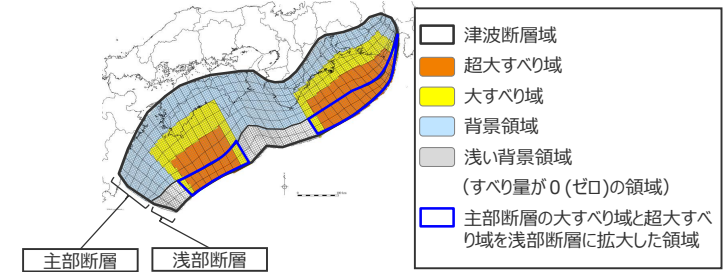 津波断層域
超大すべり域
大すべり域
背景領域
浅い背景領域
（すべり量が０(ゼロ)の領域）
主部断層の大すべり域と超大すべ
り域を浅部断層に拡大した領域
主部断層
浅部断層